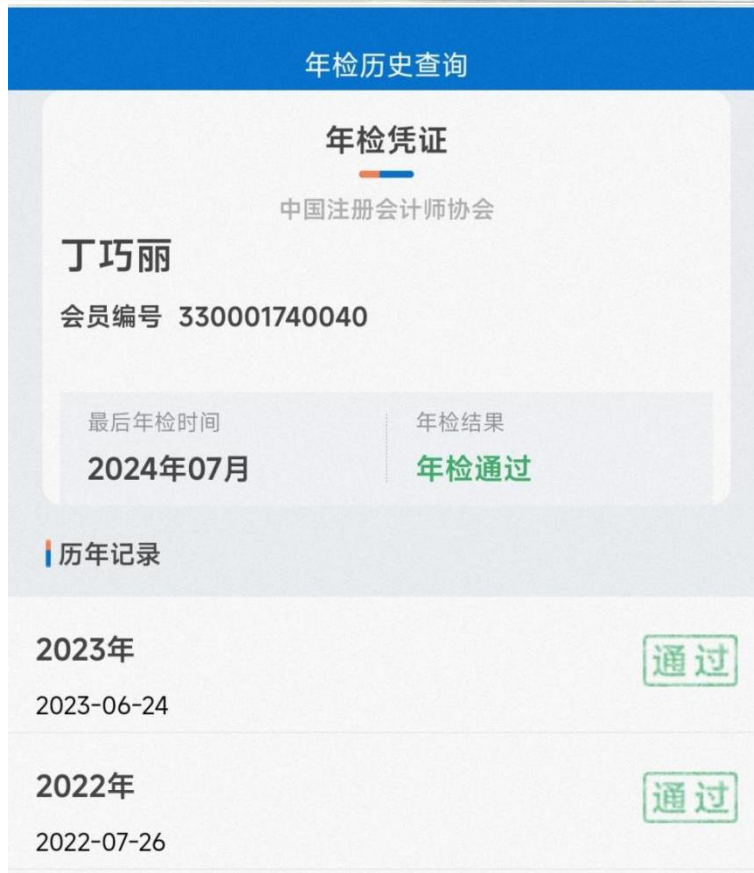 年检历史查询
年检凭证
中国注册会计师协会
丁巧丽
会员编号 330001740040
最后年检时间 年检结果
2024年07月 年检通过
历年记录
2023年 通过
2023-06-24
2022年 通过
2022-07-26